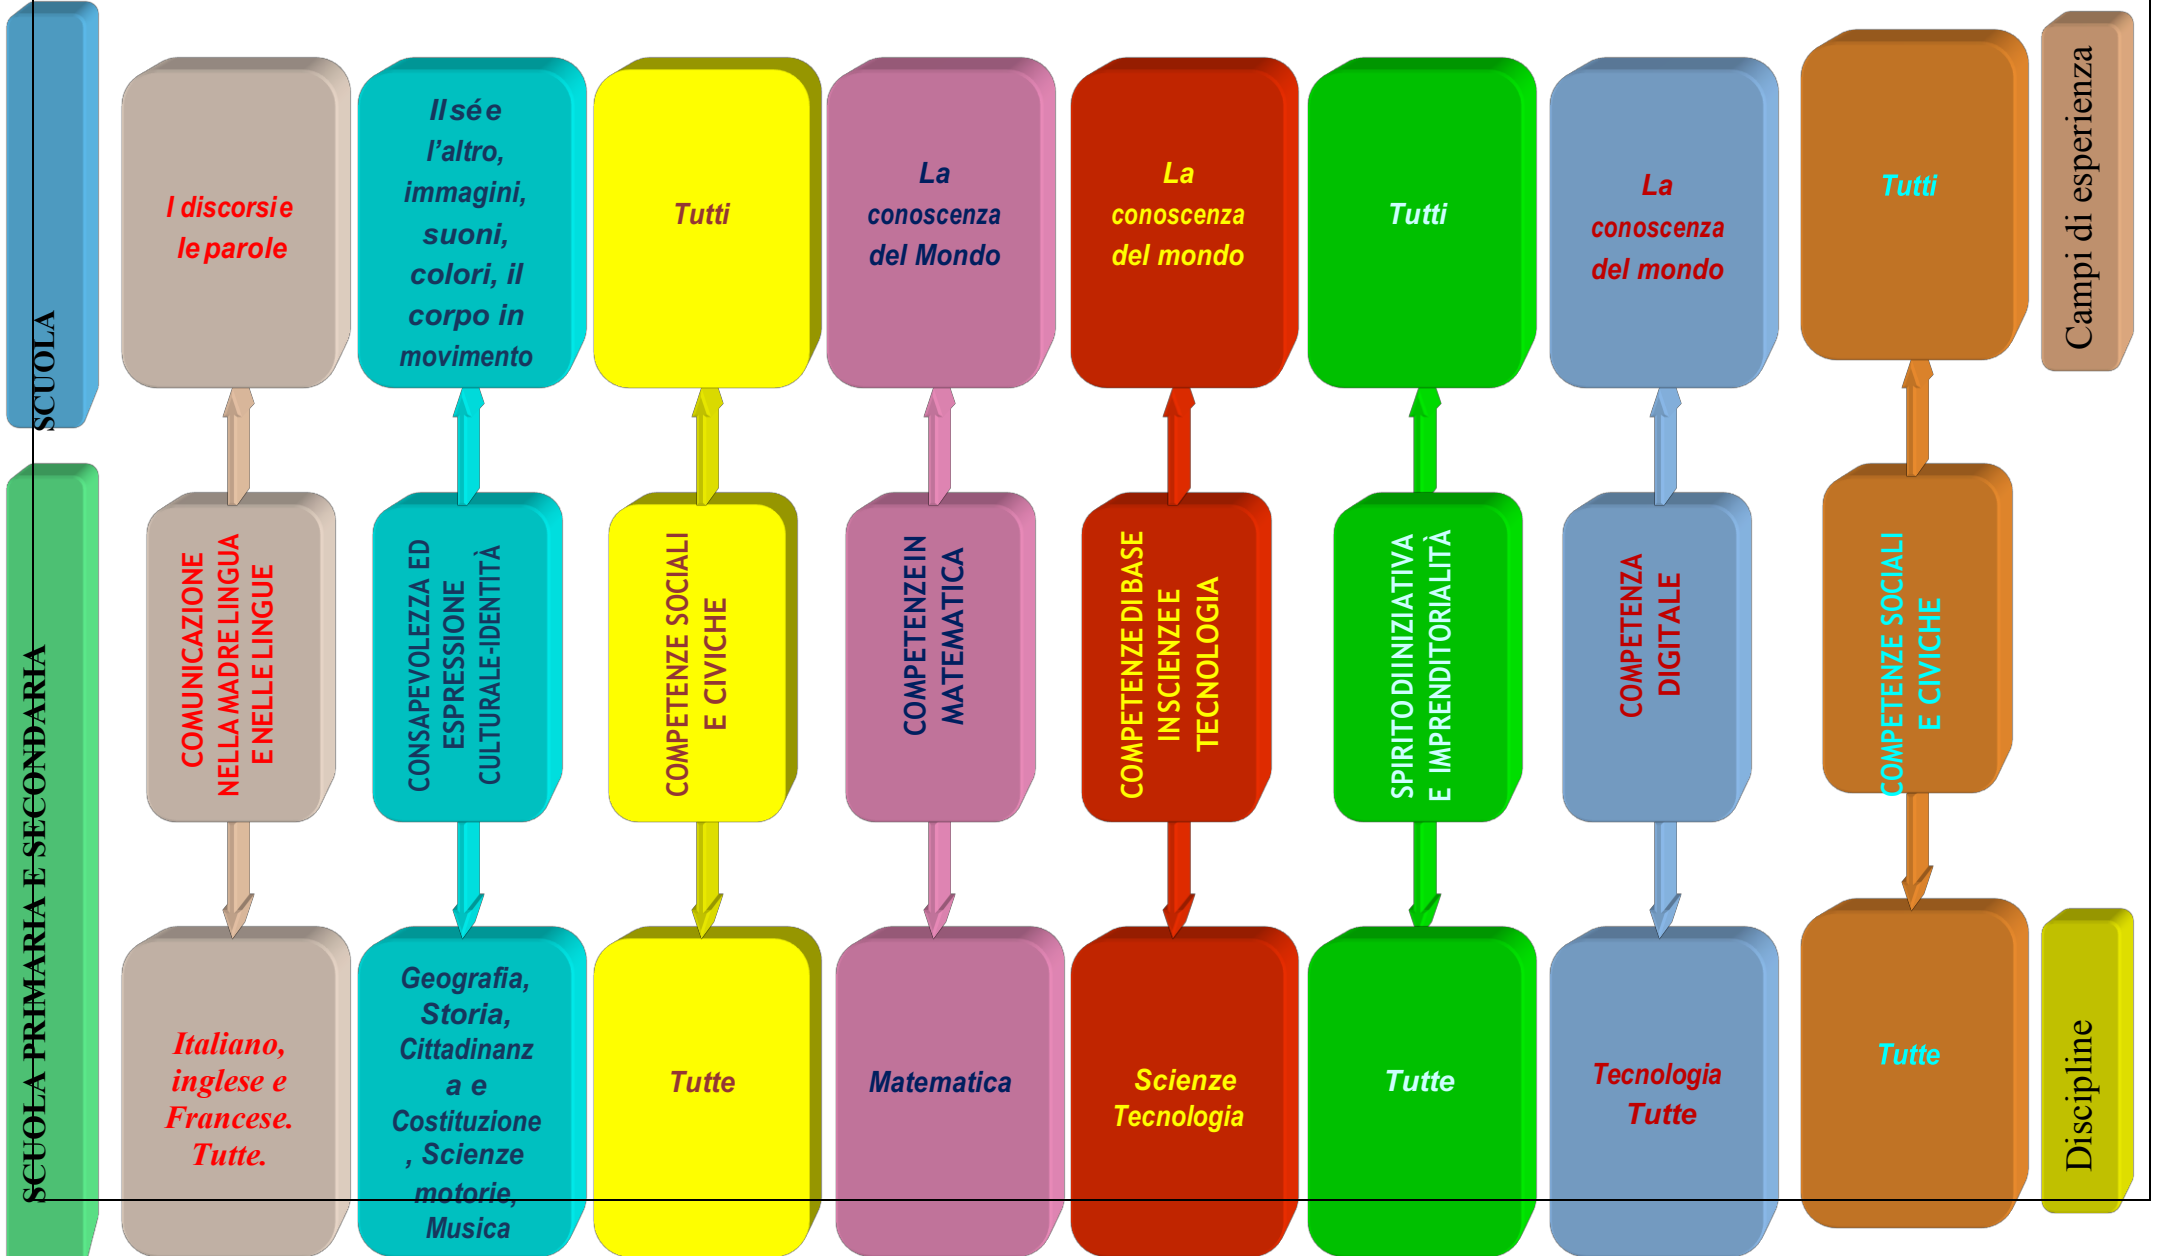 SCUOLA
I discorsi e
le parole
Il sé e
l'altro,
immagini,
suoni,
colori, il
corpo in
movimento
Tutti
La
conoscenza
del Mondo
La
conoscenza
del mondo
Tutti
La
conoscenza
del mondo
Tutti
Campi di esperienza
SCUOLA PRIMARIA E SECONDARIA
COMUNICAZIONE
NELLA MADRE LINGUA
E NELLE LINGUE
CONSAPEVOLEZZA ED
ESPRESSIONE
CULTURALE-IDENTITÀ
COMPETENZE SOCIALI
E CIVICHE
COMPETENZE IN
MATEMATICA
COMPETENZE DI BASE
IN SCIENZE E
TECNOLOGIA
SPIRITO DI INIZIATIVA
E IMPRENDITORIALITÀ
COMPETENZA
DIGITALE
COMPETENZE SOCIALI
E CIVICHE
Italiano,
inglese e
Francese.
Tutte.
Geografia,
Storia,
Cittadinanz
a e
Costituzione
, Scienze
motorie,
Musica
Tutte
Matematica
Scienze
Tecnologia
Tutte
Tecnologia
Tutte
Tutte
Discipline